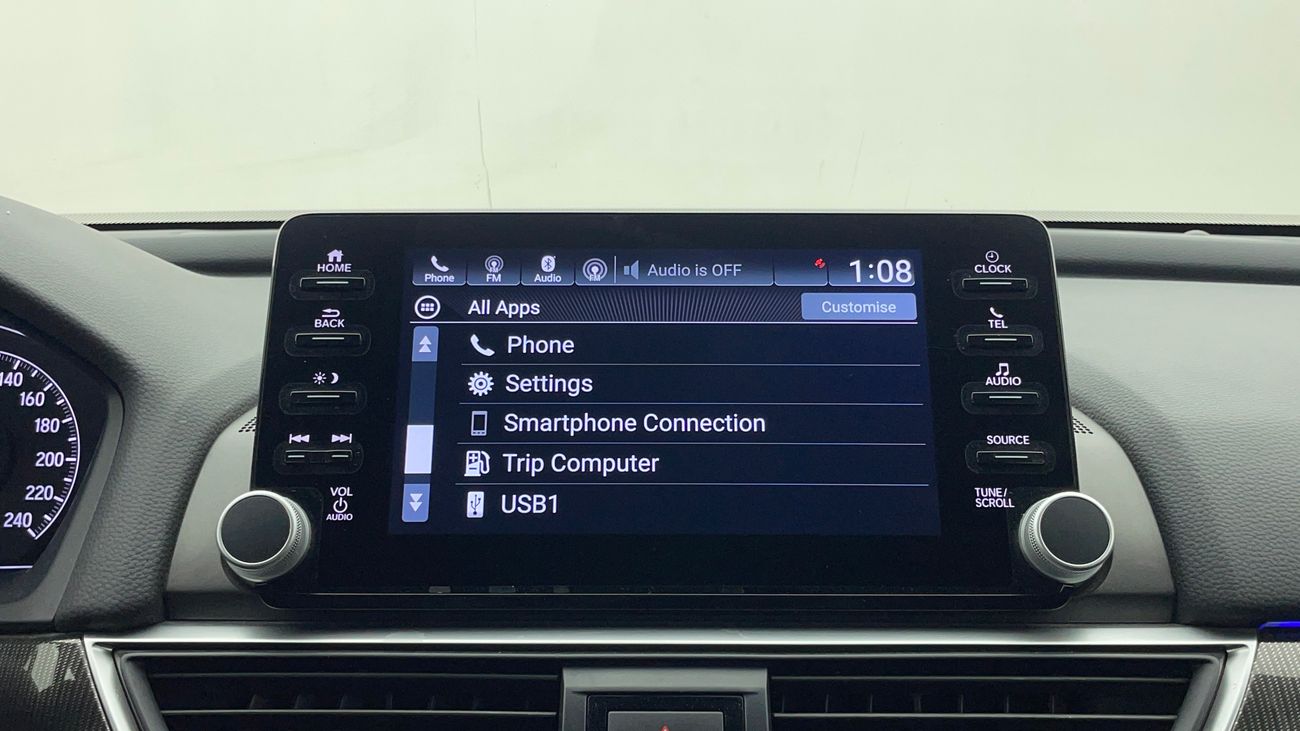 HOME
BACK
VOL
AUDIO
Phone
FM
Audio
FM
Audio is OFF
1:08
All Apps
Customise
Phone
Settings
Smartphone Connection
Trip Computer
USB1
CLOCK
TEL
AUDIO
SOURCE
TUNE/
SCROLL
140
160
180
200
220
240